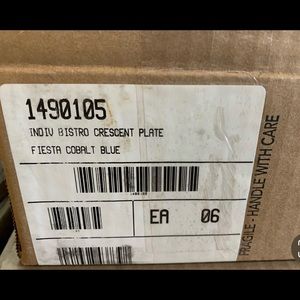 1490105
INDIV BISTRO CRESCENT PLATE
FIESTA COBALT BLUE
EA 06
FRAGILE - HANDLE WITH CARE